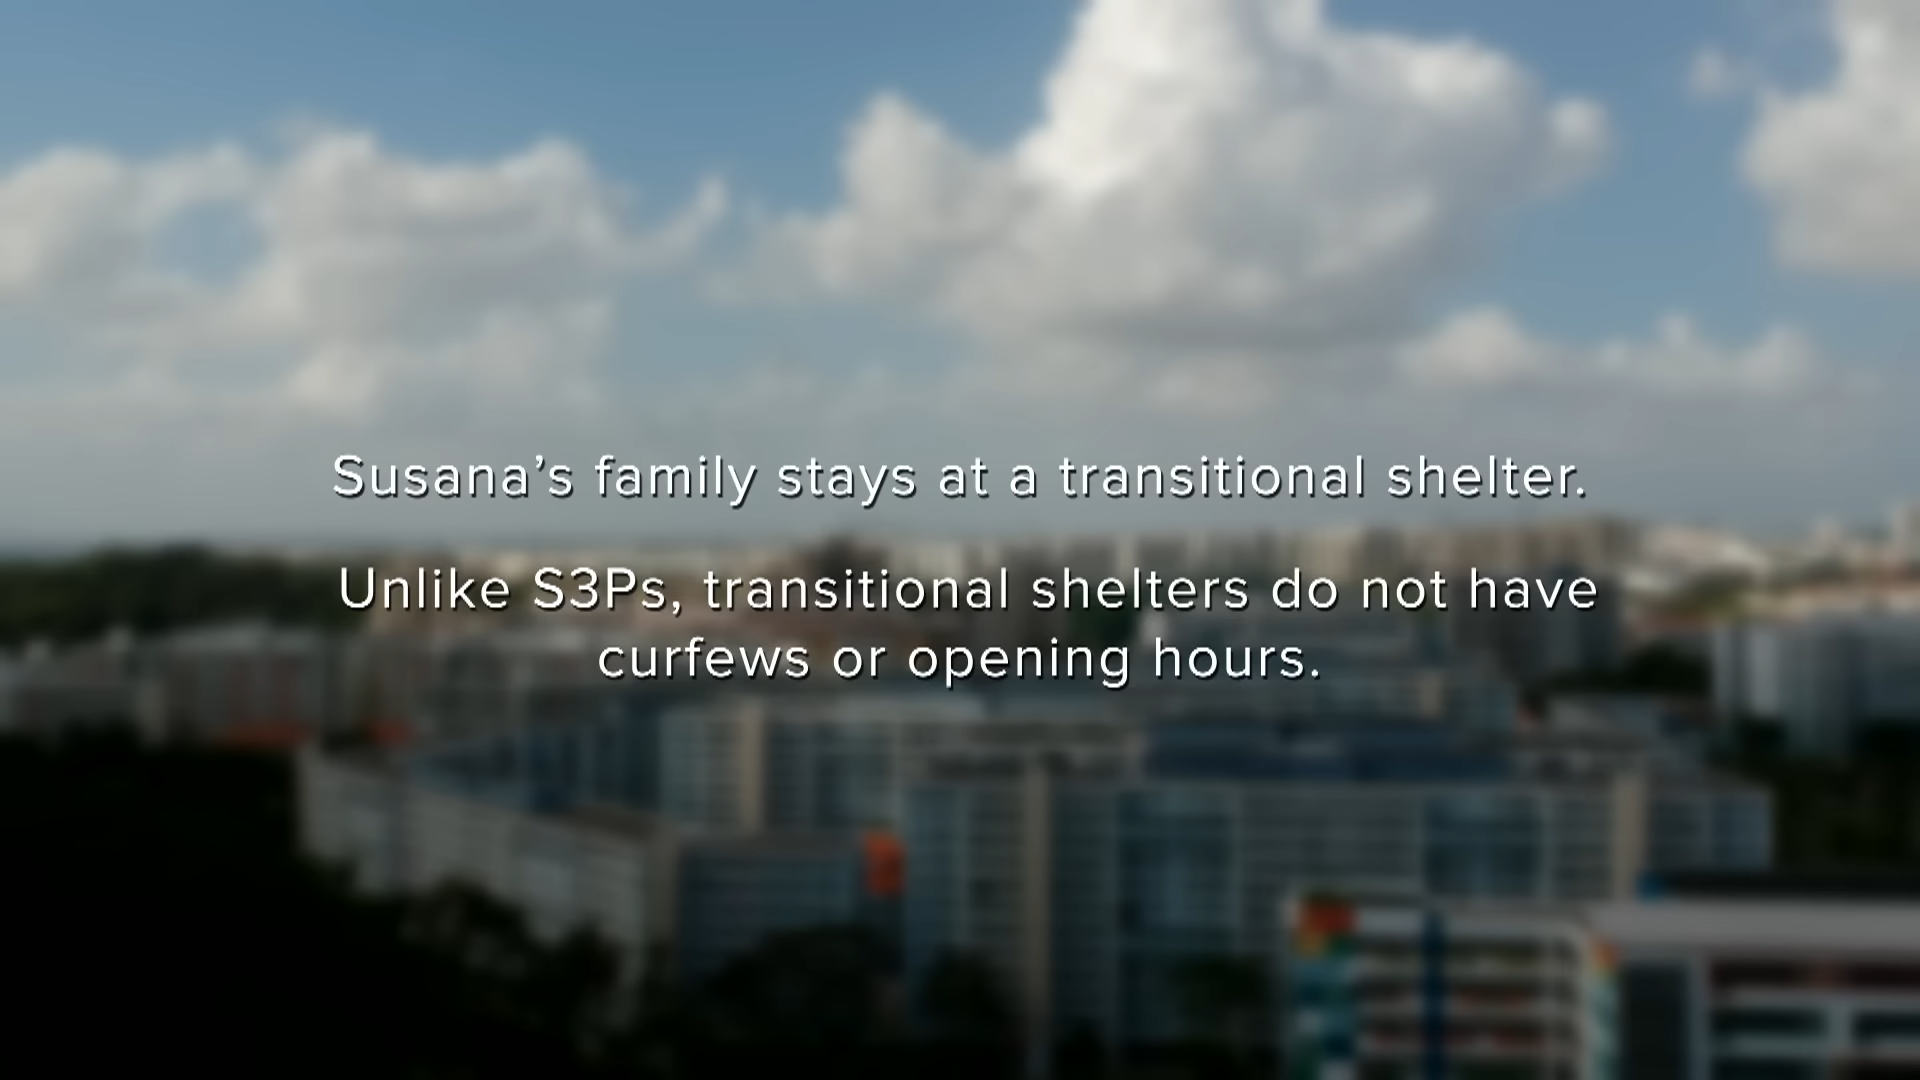 Susana’s family stays at a transitional shelter.
Unlike S3Ps, transitional shelters do not have
curfews or opening hours.